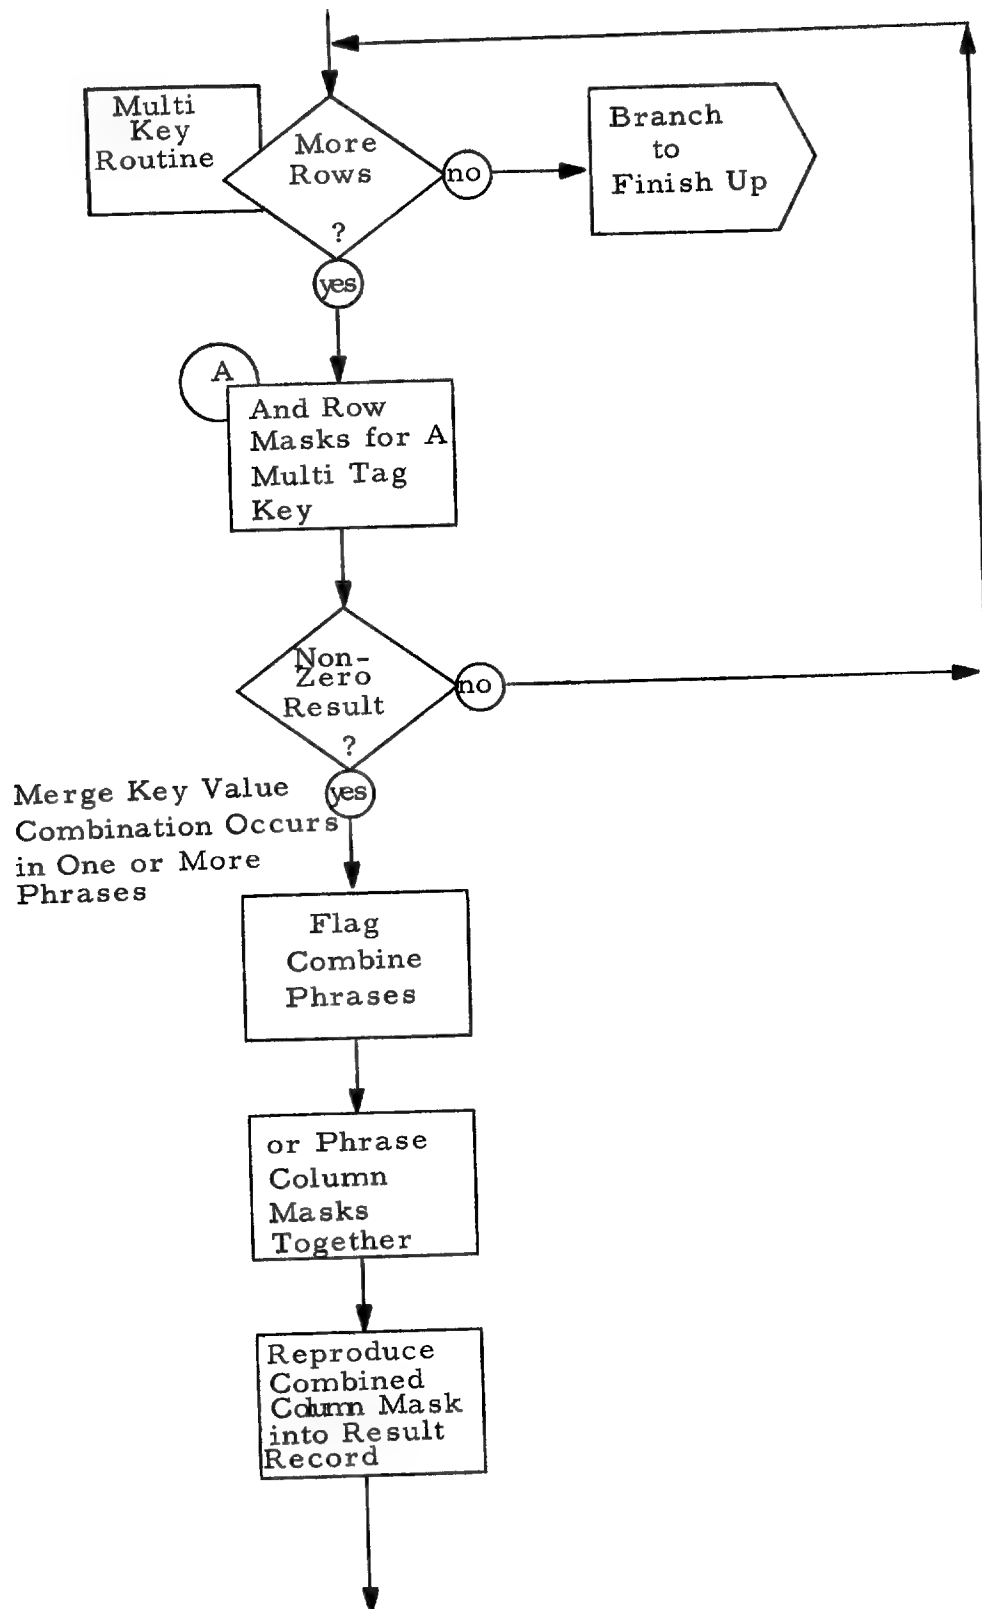 Multi
Key
Routine
More
Rows
?
no
Branch
to
Finish Up
yes
A
And Row
Masks for A
Multi Tag
Key
Non-
Zero
Result
?
no
yes
Merge Key Value
Combination Occurs
in One or More
Phrases
Flag
Combine
Phrases
or Phrase
Column
Masks
Together
Reproduce
Combined
Column Mask
into Result
Record